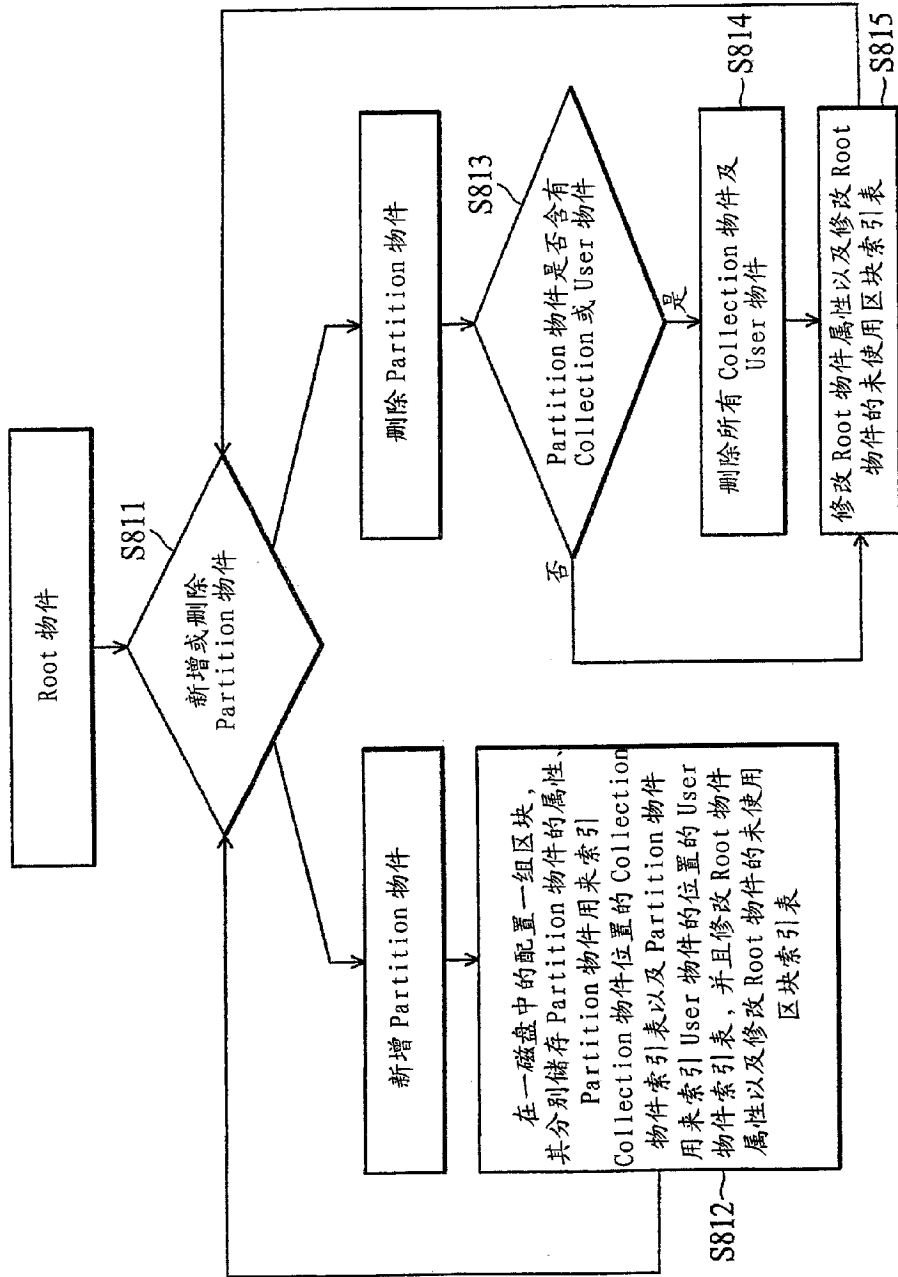 Root 物件
新增或删除
Partition 物件
S811
新增 Partition 物件
在一磁盘中的配置一组区块，
其分别储存 Partition 物件的属性、
Partition 物件用来索引
Collection 物件位置的 Collection
物件索引表以及 Partition 物件
用来索引 User 物件的位置的 User
物件索引表，并且修改 Root 物件
属性以及修改 Root 物件的未使用
区块索引表
S812
删除 Partition 物件
Partition 物件是否含有
Collection 或 User 物件
S813
否
是
删除所有 Collection 物件及
User 物件
S814
修改 Root 物件属性以及修改 Root
物件的未使用区块索引表
S815